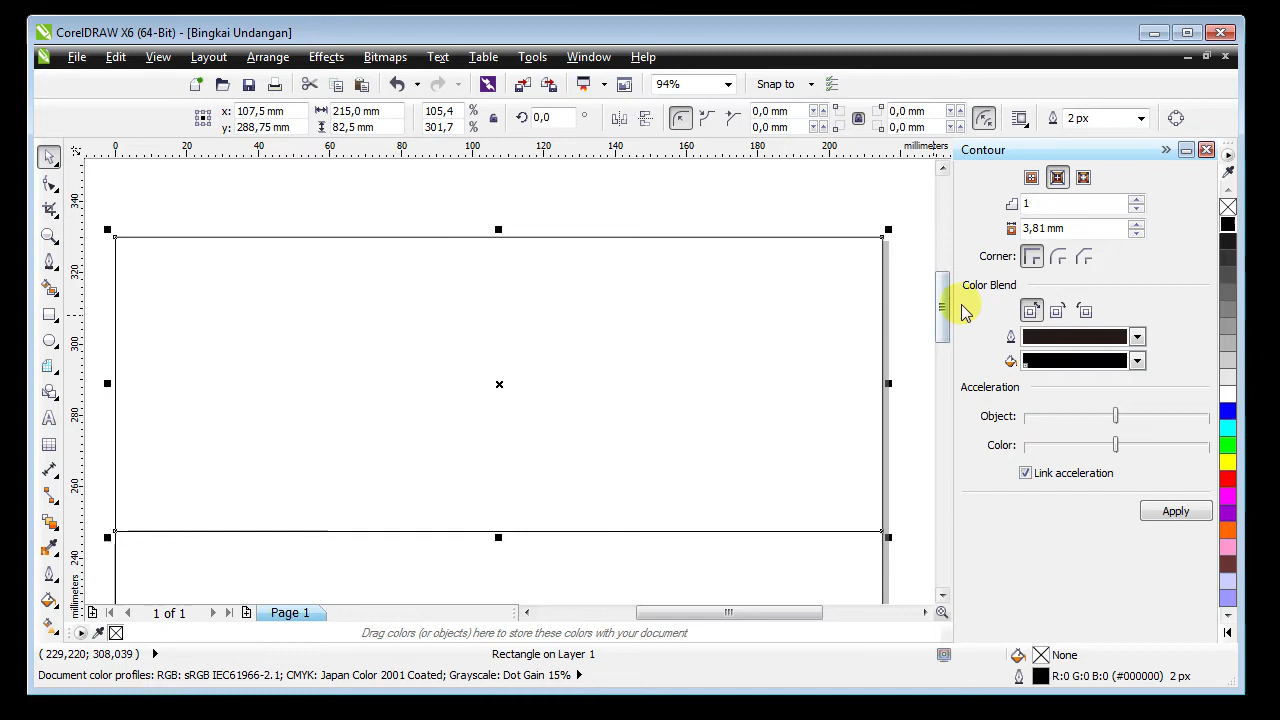 CorelDRAW X6 (64-Bit) - [Bingkai Undangan]
File Edit View Layout Arrange Effects Bitmaps Text Table Tools Window Help
94% Snap to
x: 107,5 mm 215,0 mm 105,4 % 0,0 ° 0,0 mm 0,0 mm 2 px
y: 288,75 mm 82,5 mm 301,7 % 0,0 mm 0,0 mm
0 20 40 60 80 100 120 140 160 180 200 millimeters
340
320
300
280
260
240
millimeters
Contour
1
3,81 mm
Corner:
Color Blend
Acceleration
Object:
Color:
Link acceleration
Apply
1 of 1 Page 1
Drag colors (or objects) here to store these colors with your document
( 229,220; 308,039 ) Rectangle on Layer 1 None
Document color profiles: RGB: sRGB IEC61966-2.1; CMYK: Japan Color 2001 Coated; Grayscale: Dot Gain 15% R:0 G:0 B:0 (#000000) 2 px